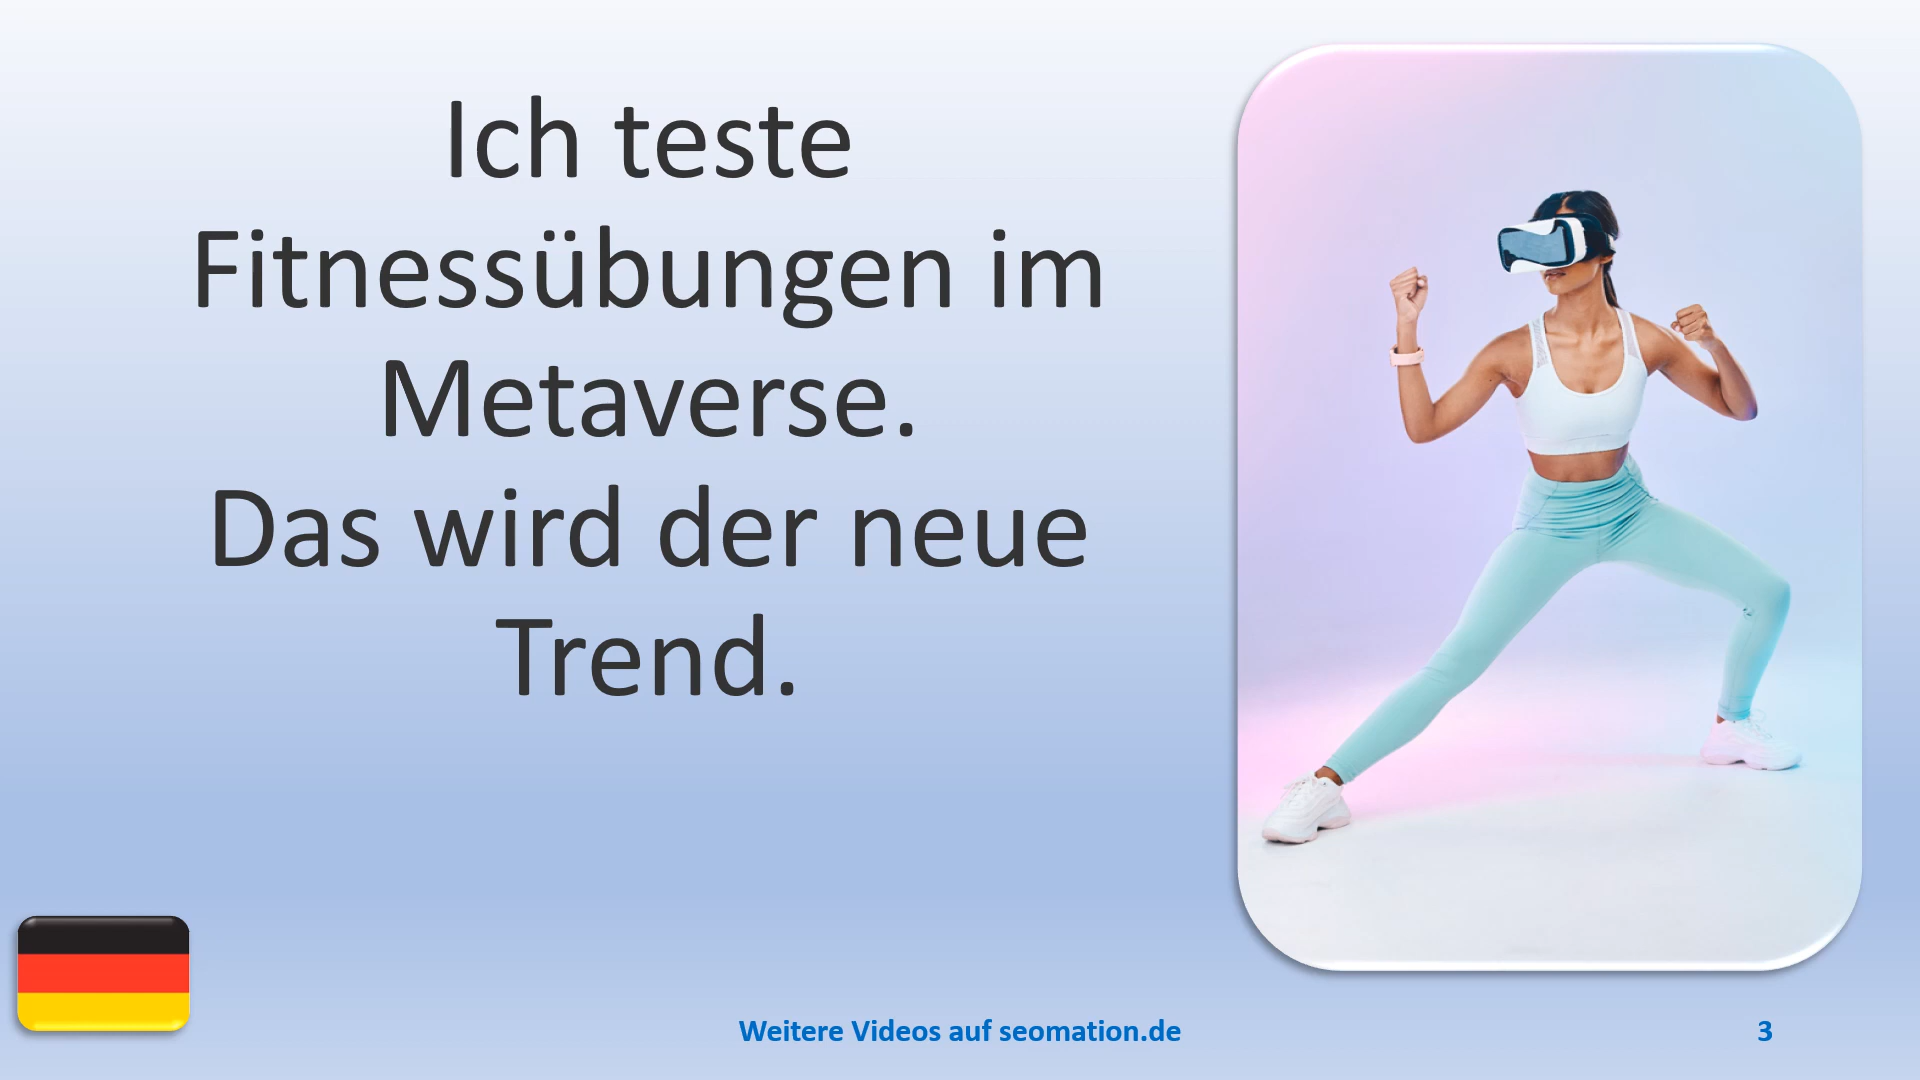 Ich teste
Fitnessübungen im
Metaverse.
Das wird der neue
Trend.
Weitere Videos auf seomation.de
3